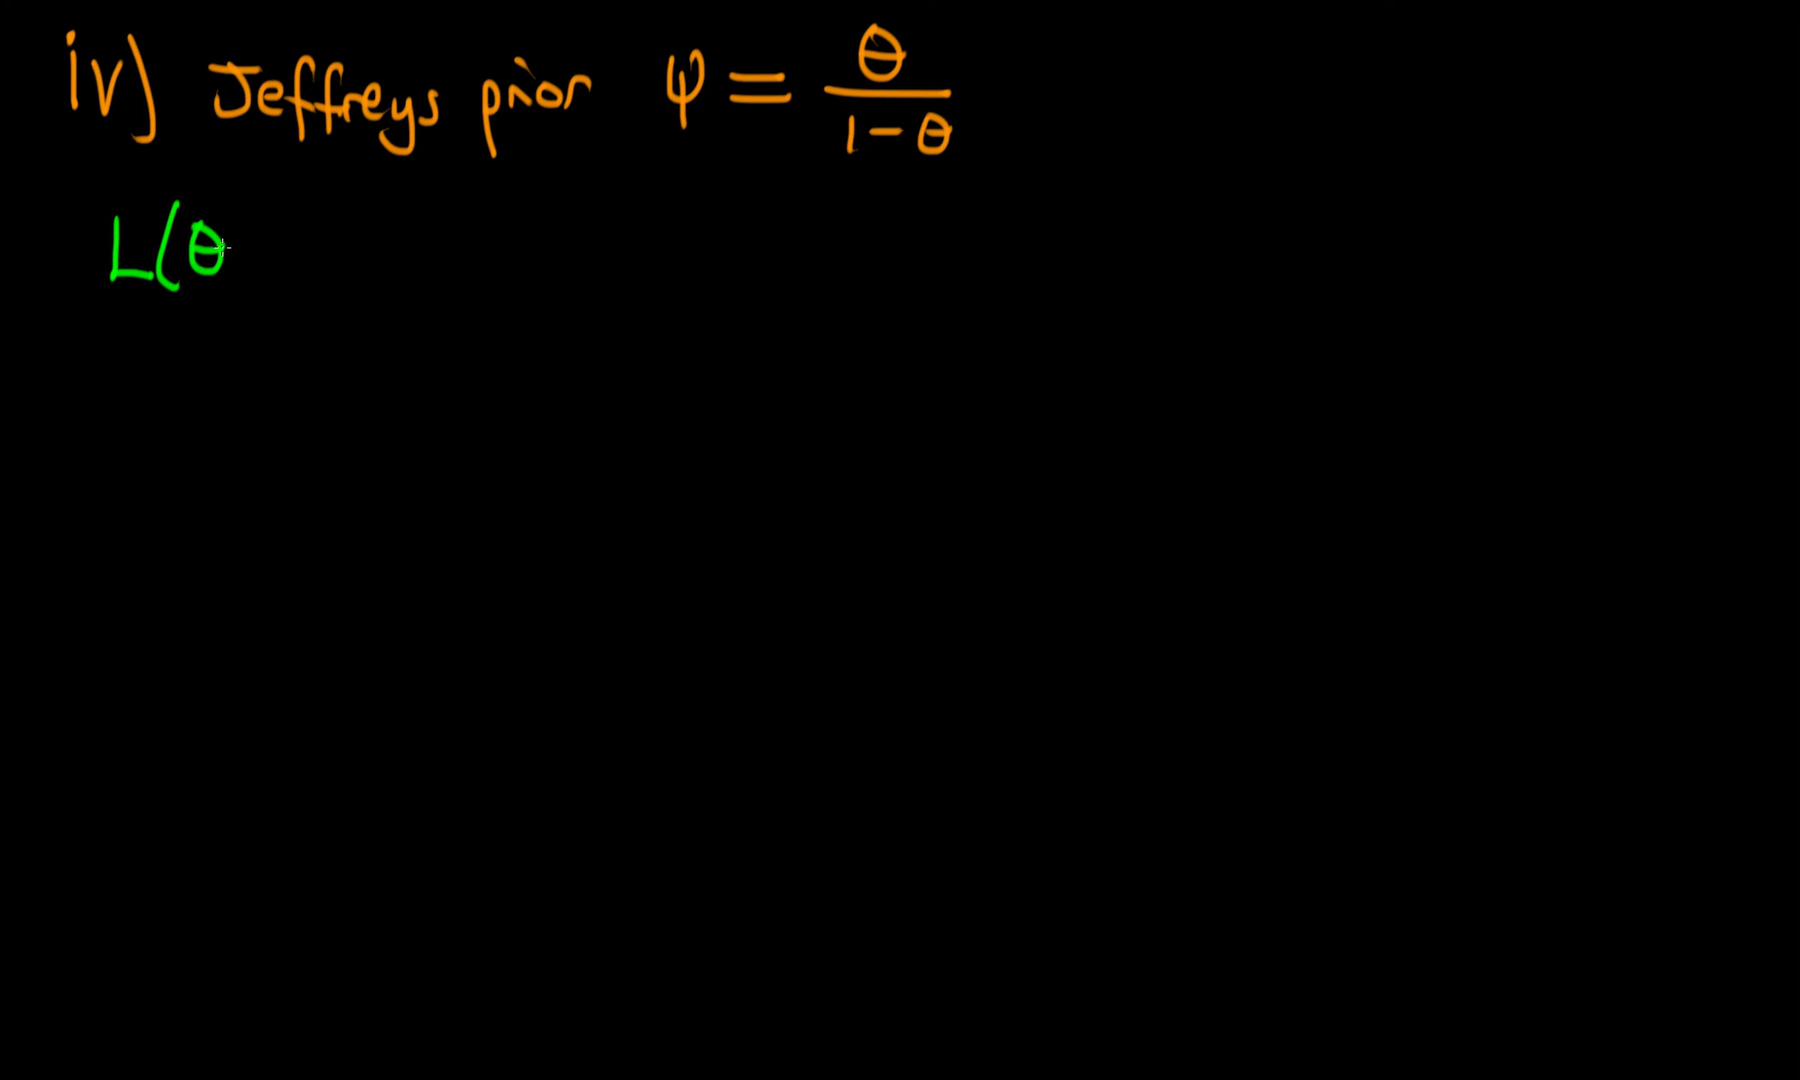 iv) Jeffreys prior ψ = θ / 1 - θ
L(θ